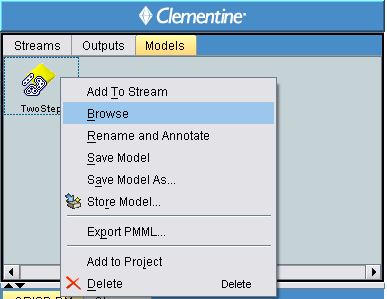 Clementine
Streams Outputs Models
TwoStep
Add To Stream
Browse
Rename and Annotate
Save Model
Save Model As...
Store Model...
Export PMML...
Add to Project
Delete Delete